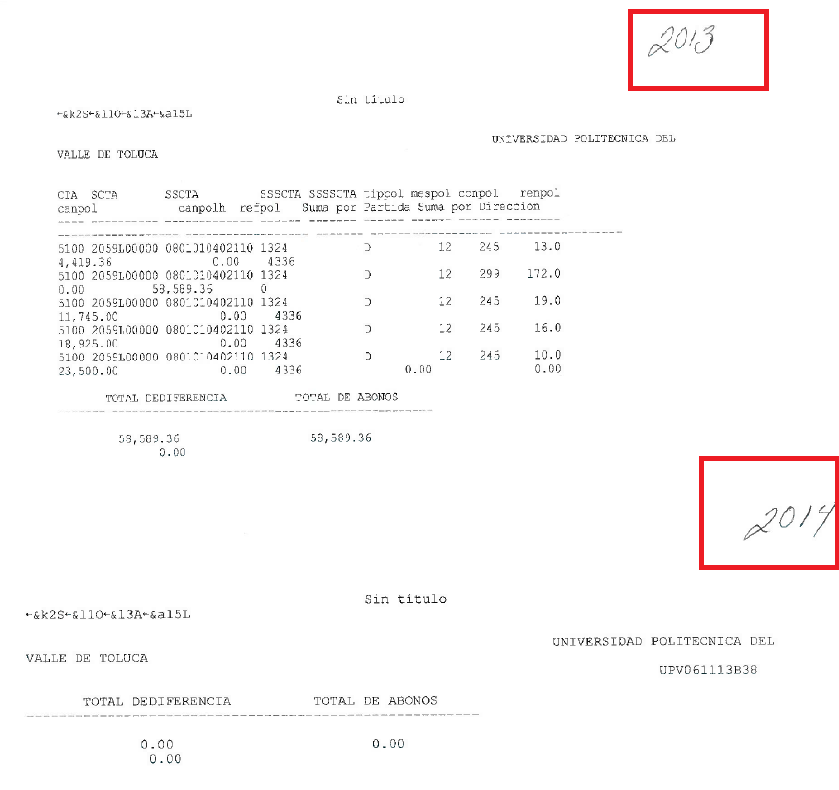 2013
Sin título
←&k2S←&l1O←&l3A←&a15L
UNIVERSIDAD POLITECNICA DEL
VALLE DE TOLUCA
CTA SCTA SSCTA SSSCTA SSSSCTA tippol mespol conpol renpol
canpol canpolh refpol Suma por Partida Suma por Direccion
5100 2059L00000 0801010402110 1324 D 12 245 13.0
4,419.36 0.00 4336
5100 2059L00000 0801010402110 1324 D 12 299 172.0
0.00 58,589.36 0
5100 2059L00000 0801010402110 1324 D 12 245 19.0
11,745.00 0.00 4336
5100 2059L00000 0801010402110 1324 D 12 245 16.0
18,925.00 0.00 4336
5100 2059L00000 0801010402110 1324 D 12 245 10.0
23,500.00 0.00 4336 0.00 0.00
TOTAL DEDIFERENCIA TOTAL DE ABONOS
58,589.36 58,589.36
0.00
2014
Sin título
←&k2S←&l1O←&l3A←&a15L
UNIVERSIDAD POLITECNICA DEL
VALLE DE TOLUCA
UPV061113B38
TOTAL DEDIFERENCIA TOTAL DE ABONOS
0.00 0.00
0.00